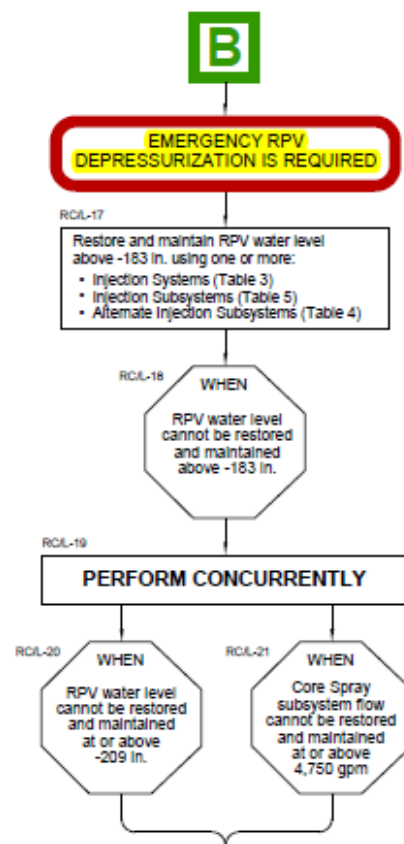 B
EMERGENCY RPV
DEPRESSURIZATION IS REQUIRED
RC/L-17
Restore and maintain RPV water level
above -183 in. using one or more:
• Injection Systems (Table 3)
• Injection Subsystems (Table 5)
• Alternate Injection Subsystems (Table 4)
RC/L-18
WHEN
RPV water level
cannot be restored
and maintained
above -183 in.
RC/L-19
PERFORM CONCURRENTLY
RC/L-20
WHEN
RPV water level
cannot be restored
and maintained
at or above
-209 in.
RC/L-21
WHEN
Core Spray
subsystem flow
cannot be restored
and maintained
at or above
4,750 gpm